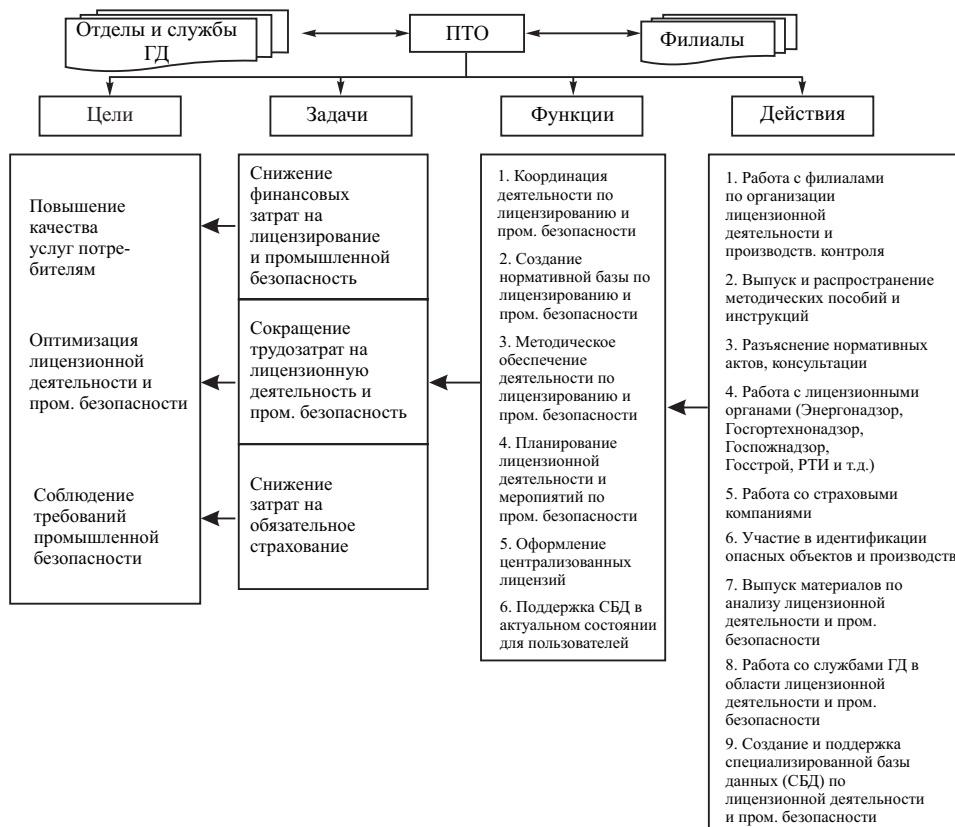 Отделы и службы
ГД
ПТО
Филиалы
Цели
Задачи
Функции
Действия
Повышение
качества
услуг потре-
бителям
Оптимизация
лицензионной
деятельности и
пром. безопасности
Соблюдение
требований
промышленной
безопасности
Снижение
финансовых
затрат на
лицензирование
и промышленной
безопасность
Сокращение
трудозатрат на
лицензионную
деятельность и
пром. безопасность
Снижение
затрат на
обязательное
страхование
1. Координация
деятельности по
лицензированию и
пром. безопасности
2. Создание
нормативной базы по
лицензированию и
пром. безопасности
3. Методическое
обеспечение
деятельности по
лицензированию и
пром. безопасности
4. Планирование
лицензионной
деятельности и
мероприятий по
пром. безопасности
5. Оформление
централизованных
лицензий
6. Поддержка СБД в
актуальном состоянии
для пользователей
1. Работа с филиалами
по организации
лицензионной
деятельности и
производств. контроля
2. Выпуск и распространение
методических пособий и
инструкций
3. Разъяснение нормативных
актов, консультации
4. Работа с лицензионными
органами (Энергонадзор,
Госгортехнонадзор,
Госпожнадзор,
Госстрой, РТИ и т.д.)
5. Работа со страховыми
компаниями
6. Участие в идентификации
опасных объектов и производств
7. Выпуск материалов по
анализу лицензионной
деятельности и пром.
безопасности
8. Работа со службами ГД в
области лицензионной
деятельности и пром.
безопасности
9. Создание и поддержка
специализированной базы
данных (СБД) по
лицензионной деятельности
и пром. безопасности